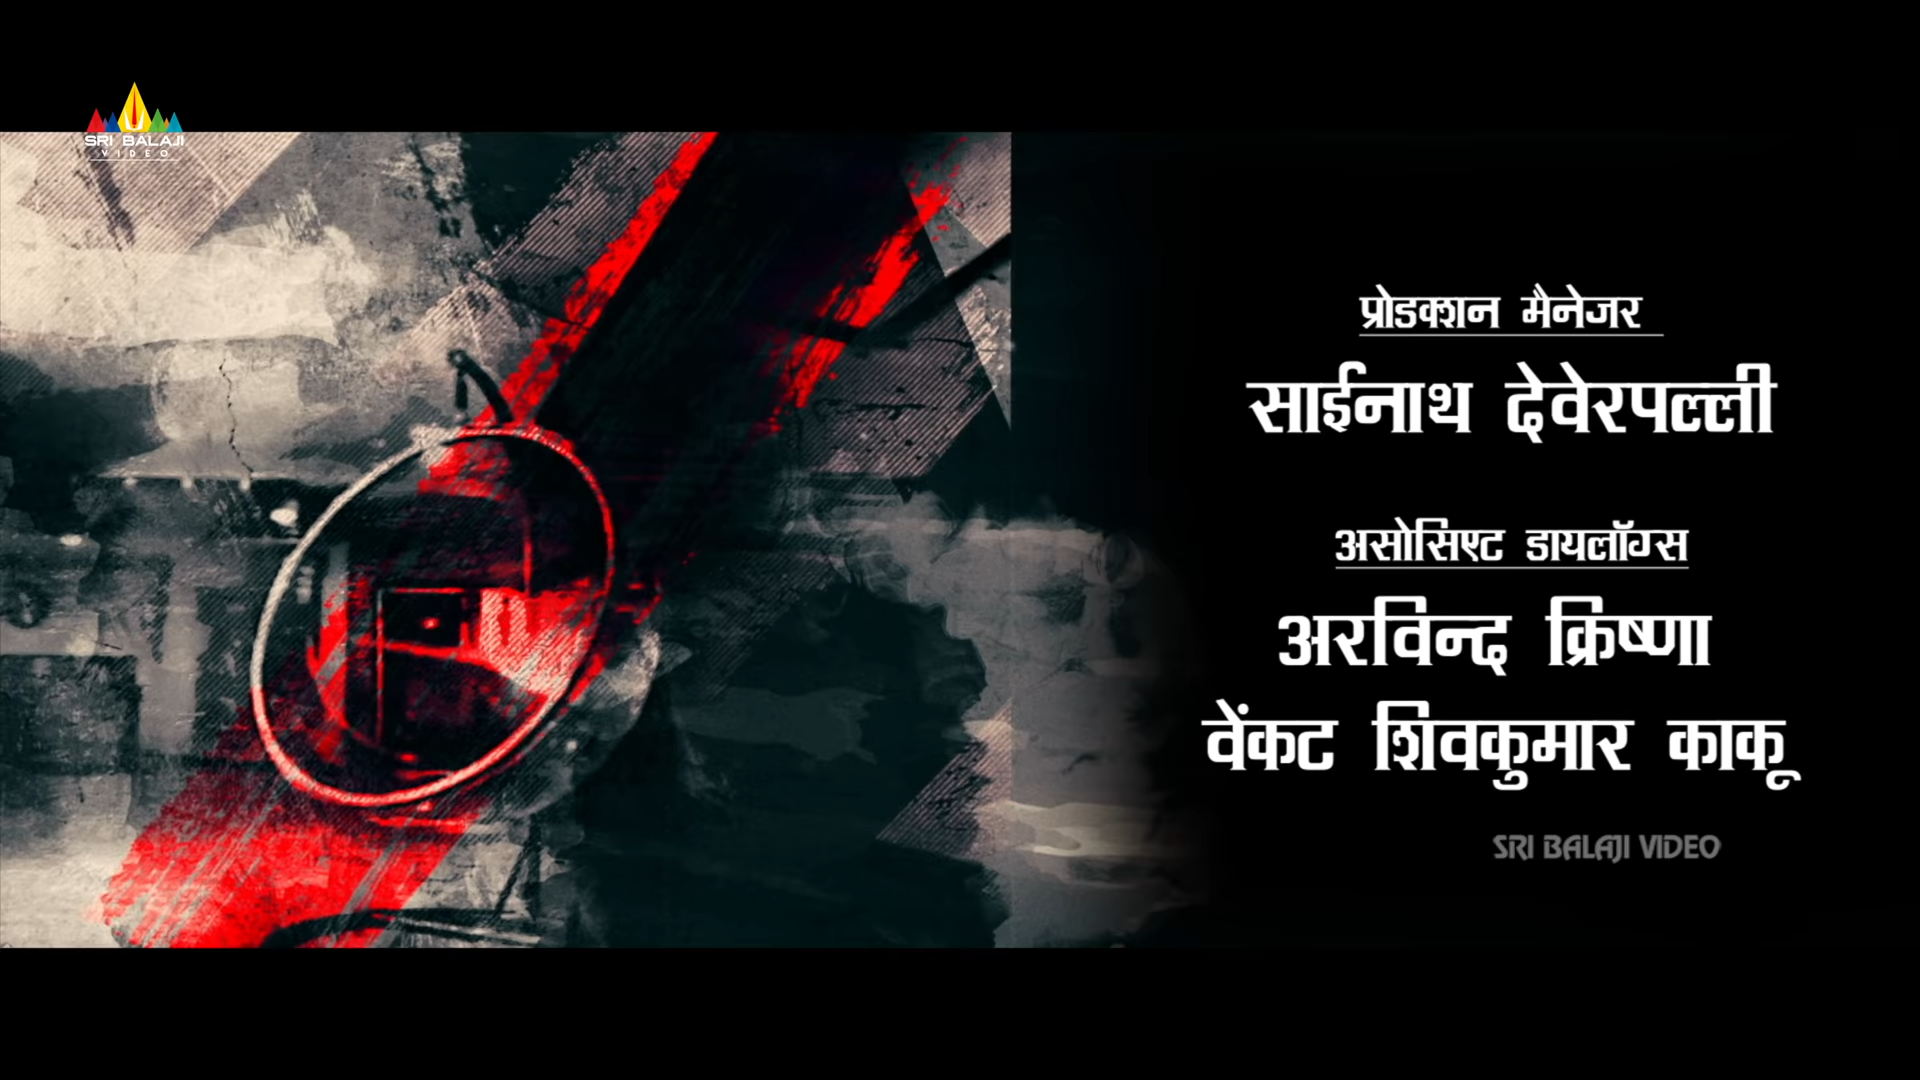 SRI BALAJI
VIDEO
प्रोडक्शन मैनेजर
साईनाथ देवेरपल्ली
असोसिएट डायलॉग्स
अरविन्द क्रिष्णा
वेंकट शिवकुमार काकू
SRI BALAJI VIDEO